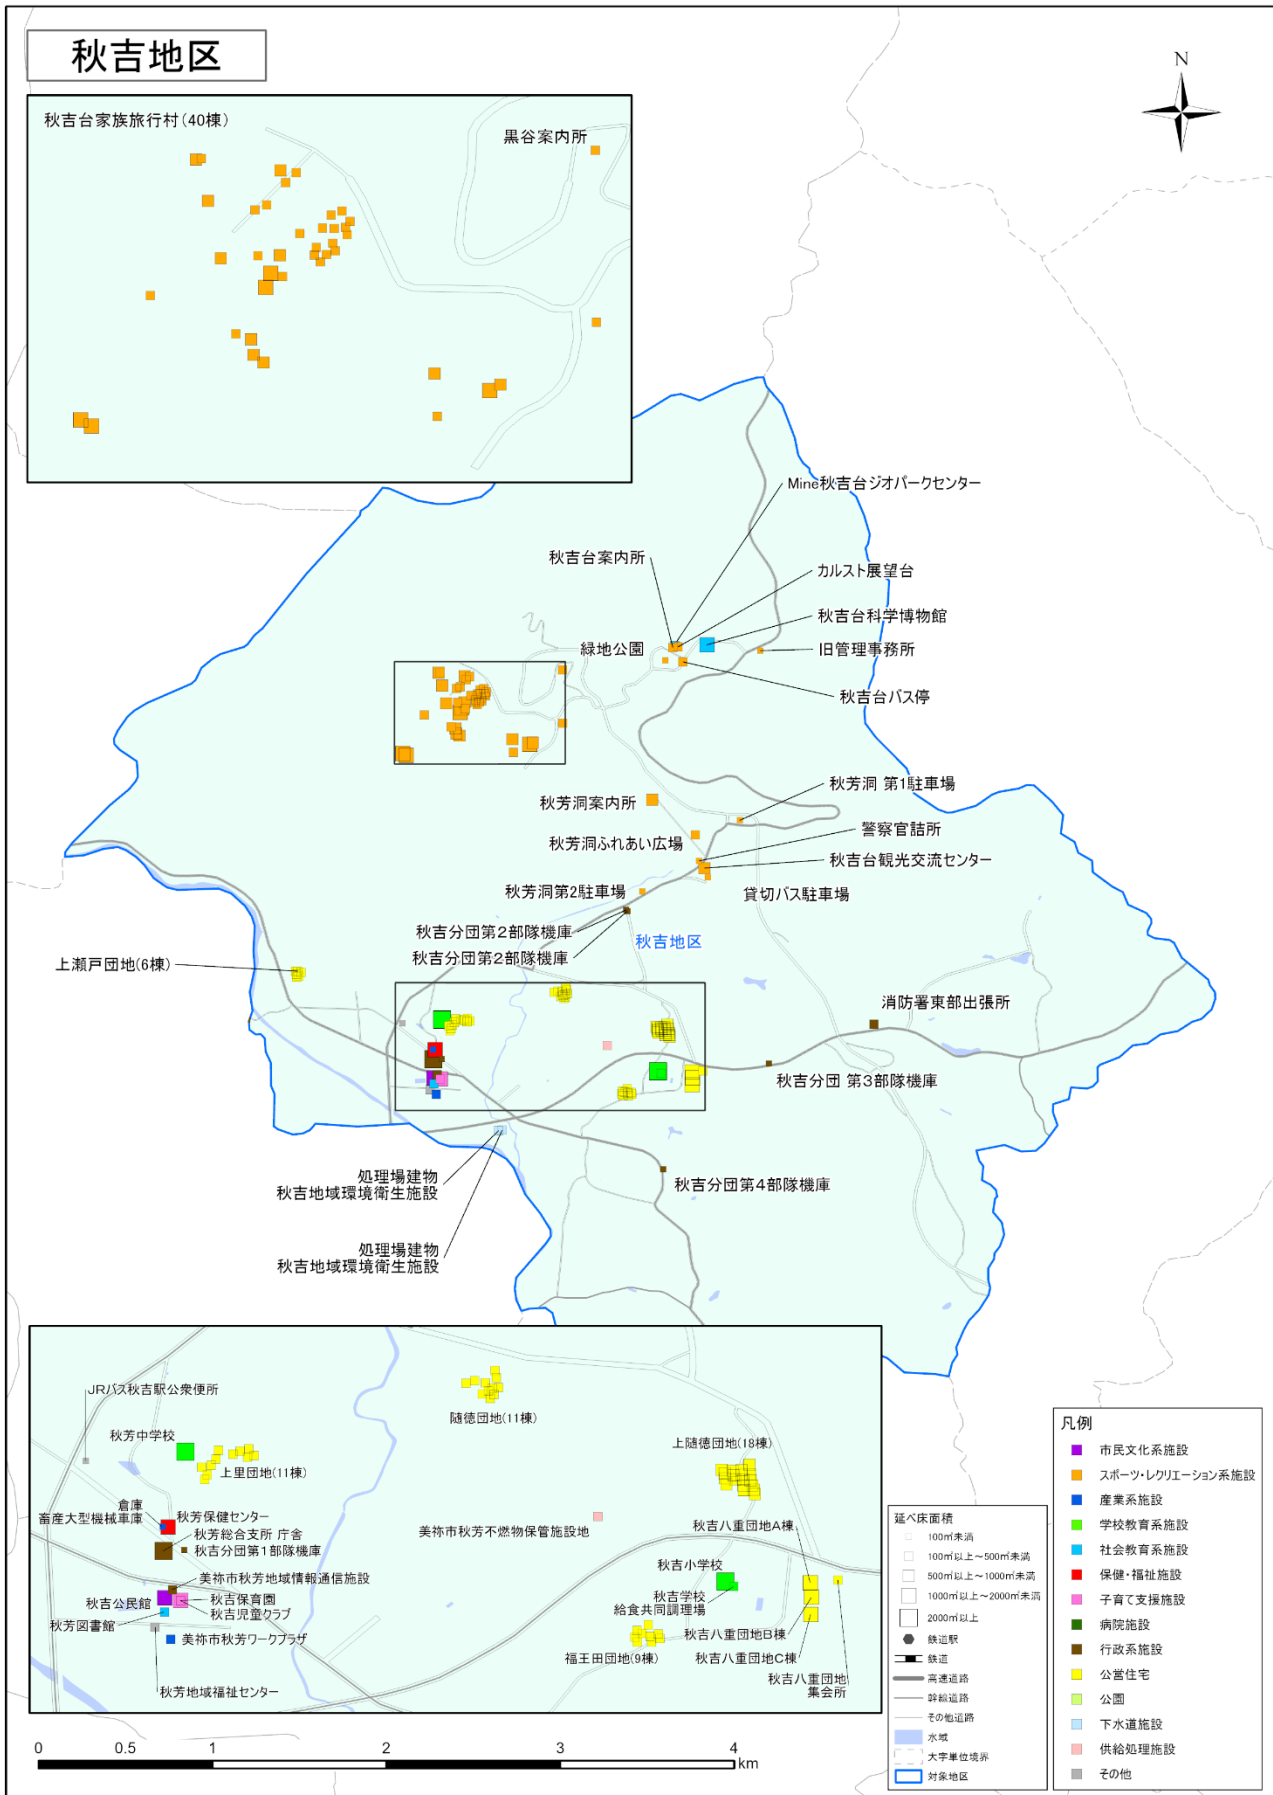 秋吉地区
N
秋吉台家族旅行村(40棟)
黒谷案内所
Mine秋吉台ジオパークセンター
秋吉台案内所
カルスト展望台
秋吉台科学博物館
緑地公園
旧管理事務所
秋吉台バス停
秋芳洞 第1駐車場
秋芳洞案内所
警察官詰所
秋芳洞ふれあい広場
秋吉台観光交流センター
秋芳洞第2駐車場
貸切バス駐車場
秋吉分団第2部隊機庫
秋吉地区
秋吉分団第2部隊機庫
上瀬戸団地(6棟)
消防署東部出張所
秋吉分団 第3部隊機庫
処理場建物
秋吉地域環境衛生施設
秋吉分団第4部隊機庫
処理場建物
秋吉地域環境衛生施設
JRバス秋吉駅公衆便所
秋芳中学校
上里団地(11棟)
随徳団地(11棟)
上随徳団地(18棟)
倉庫
畜産大型機械車庫
秋芳保健センター
秋芳総合支所 庁舎
秋吉分団第1部隊機庫
美祢市秋芳地域情報通信施設
秋吉公民館
秋吉保育園
秋吉児童クラブ
秋芳図書館
美祢市秋芳ワークプラザ
秋芳地域福祉センター
美祢市秋芳不燃物保管施設地
秋吉八重団地A棟
秋吉小学校
秋吉学校
給食共同調理場
秋吉八重団地B棟
福王田団地(9棟)
秋吉八重団地C棟
秋吉八重団地
集会所
延べ床面積
100㎡未満
100㎡以上～500㎡未満
500㎡以上～1000㎡未満
1000㎡以上～2000㎡未満
2000㎡以上
鉄道駅
鉄道
高速道路
幹線道路
その他道路
水域
大字単位境界
対象地区
凡例
市民文化系施設
スポーツ・レクリエーション系施設
産業系施設
学校教育系施設
社会教育系施設
保健・福祉施設
子育て支援施設
病院施設
行政系施設
公営住宅
公園
下水道施設
供給処理施設
その他
0 0.5 1 2 3 4
km